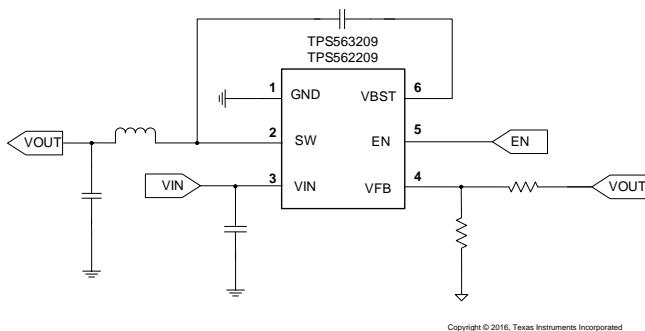 TPS563209
TPS562209
1
GND
VBST
6
VOUT
2
SW
EN
5
EN
VIN
3
VIN
VFB
4
VOUT
Copyright © 2016, Texas Instruments Incorporated